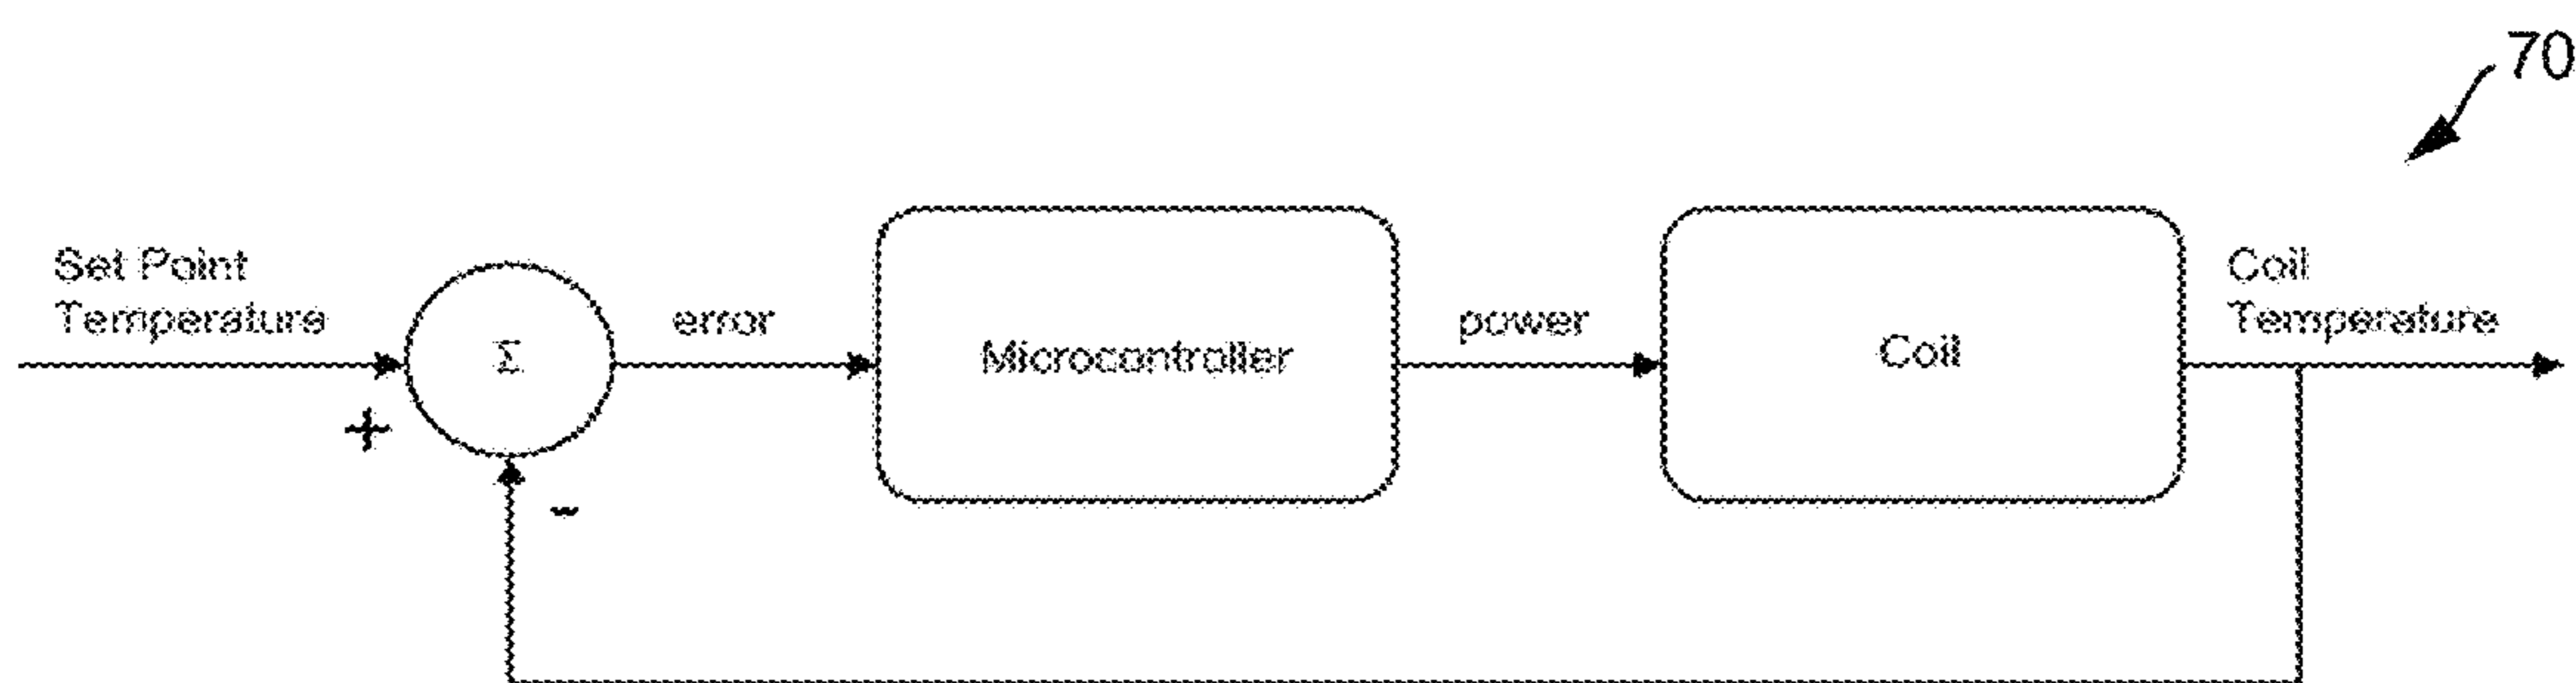 70
Set Point
Temperature
+
Σ
-
error
Microcontroller
power
Coil
Coil
Temperature